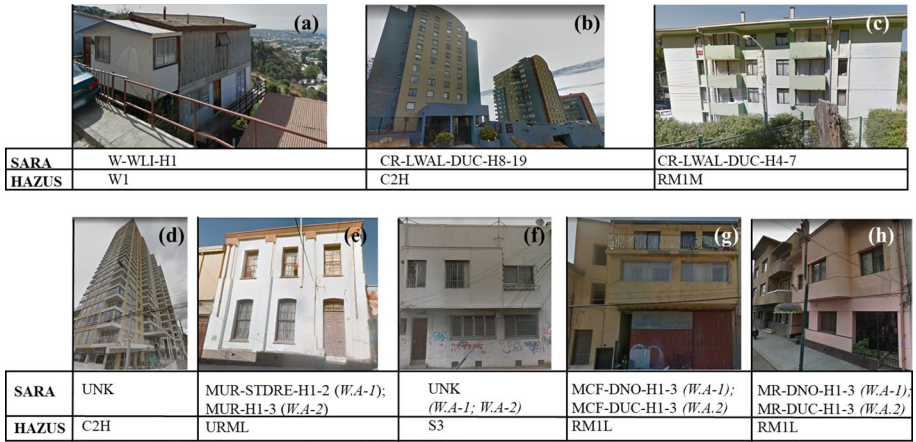 (a)
(b)
(c)
SARA W-WLI-H1 CR-LWAL-DUC-H8-19 CR-LWAL-DUC-H4-7
HAZUS W1 C2H RM1M
(d)
(e)
(f)
(g)
(h)
SARA UNK MUR-STDRE-H1-2 (W.A-1); UNK MCF-DNO-H1-3 (W.A-1); MR-DNO-H1-3 (W.A-1);
MUR-H1-3 (W.A-2) (W.A-1; W.A-2) MCF-DUC-H1-3 (W.A.2) MR-DUC-H1-3 (W.A.2)
HAZUS C2H URML S3 RM1L RM1L